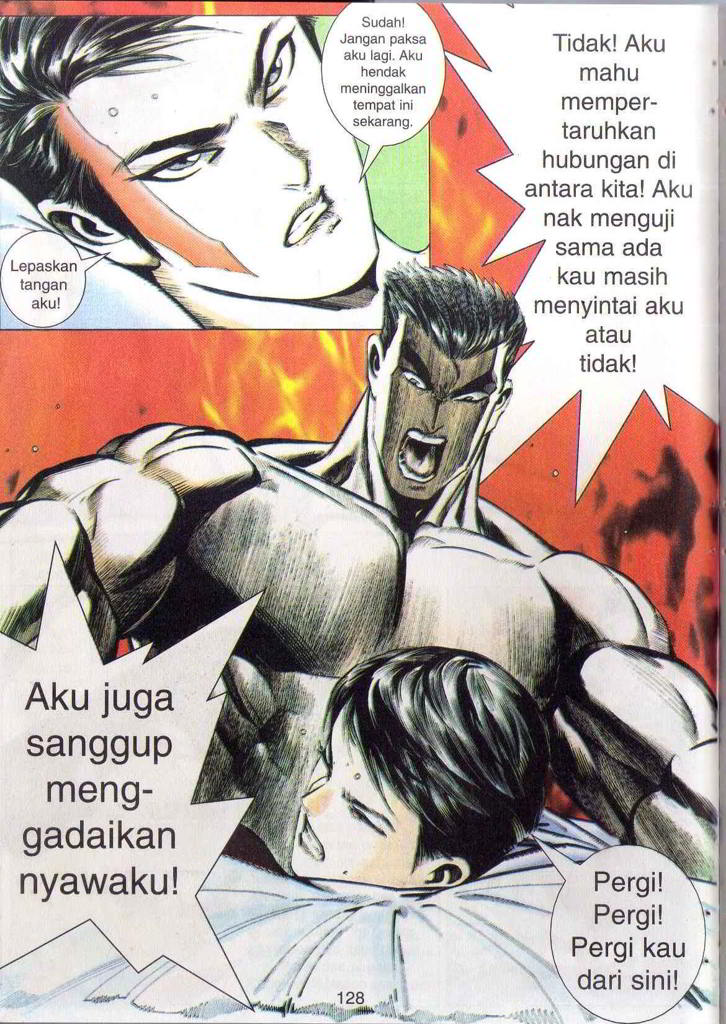 Sudah!
Jangan paksa
aku lagi. Aku
hendak
meninggalkan
tempat ini
sekarang.
Lepaskan
tangan
aku!
Tidak! Aku
mahu
memper-
taruhkan
hubungan di
antara kita! Aku
nak menguji
sama ada
kau masih
menyintai aku
atau
tidak!
Aku juga
sanggup
meng-
gadaikan
nyawaku!
Pergi!
Pergi!
Pergi kau
dari sini!
128